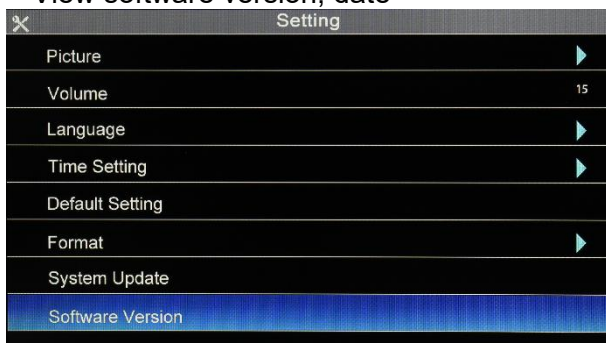 View software version, date
Setting
Picture
Volume 15
Language
Time Setting
Default Setting
Format
System Update
Software Version